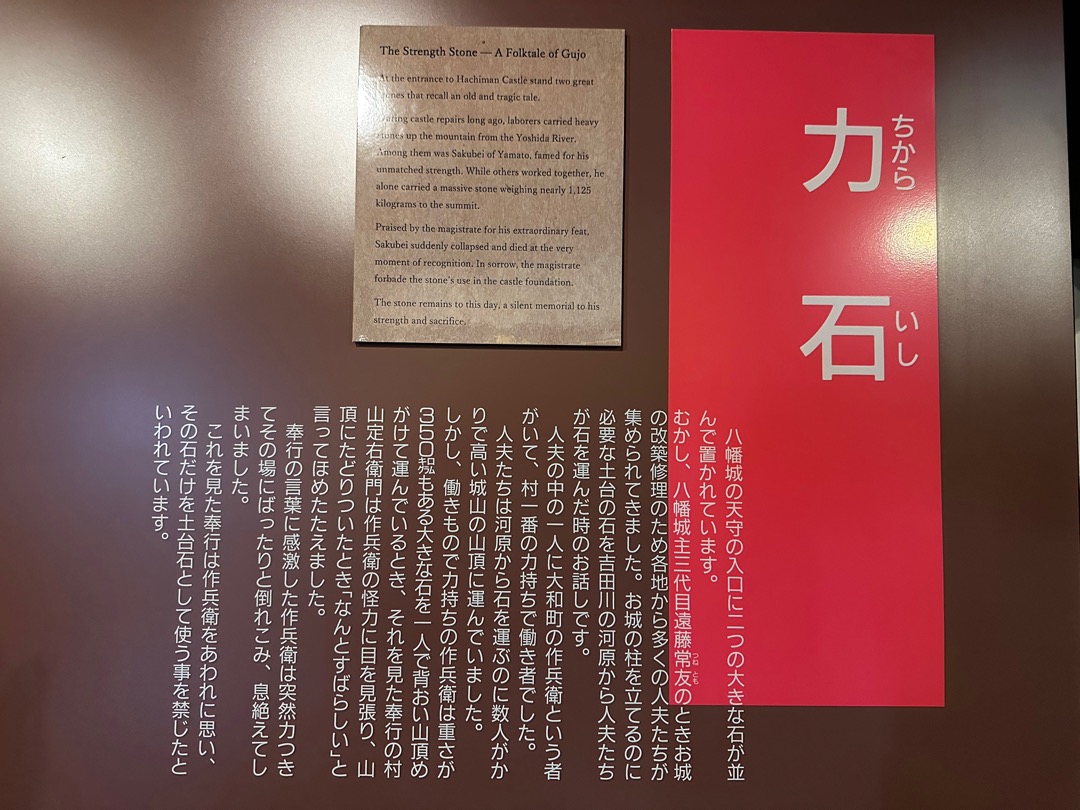 The Strength Stone — A Folktale of Gujo
At the entrance to Hachiman Castle stand two great
stones that recall an old and tragic tale.
During castle repairs long ago, laborers carried heavy
stones up the mountain from the Yoshida River.
Among them was Sakubei of Yamato, famed for his
unmatched strength. While others worked together, he
alone carried a massive stone weighing nearly 1,125
kilograms to the summit.
Praised by the magistrate for his extraordinary feat,
Sakubei suddenly collapsed and died at the very
moment of recognition. In sorrow, the magistrate
forbade the stone's use in the castle foundation.
The stone remains to this day, a silent memorial to his
strength and sacrifice.
力石
ちから いし
八幡城の天守の入口に二つの大きな石が並
んで置かれています。
むかし、八幡城主三代目遠藤常友のときお城
つね とも
の改築修理のため各地から多くの人夫たちが
集められてきました。お城の柱を立てるのに
必要な土台の石を吉田川の河原から人夫たち
が石を運んだ時のお話しです。
人夫の中の一人に大和町の作兵衛という者
がいて、村一番の力持ちで働き者でした。
人夫たちは河原から石を運ぶのに数人がか
りで高い城山の山頂に運んでいました。
しかし、働きもので力持ちの作兵衛は重さが
350㌔もある大きな石を一人で背おい山頂め
がけて運んでいるとき、それを見た奉行の村
山定右衛門は作兵衛の怪力に目を見張り、山
頂にたどりついたとき「なんとすばらしい」と
言ってほめたたえました。
奉行の言葉に感激した作兵衛は突然力つき
てその場にばったりと倒れこみ、息絶えてし
まいました。
これを見た奉行は作兵衛をあわれに思い、
その石だけを土台石として使う事を禁じたと
いわれています。